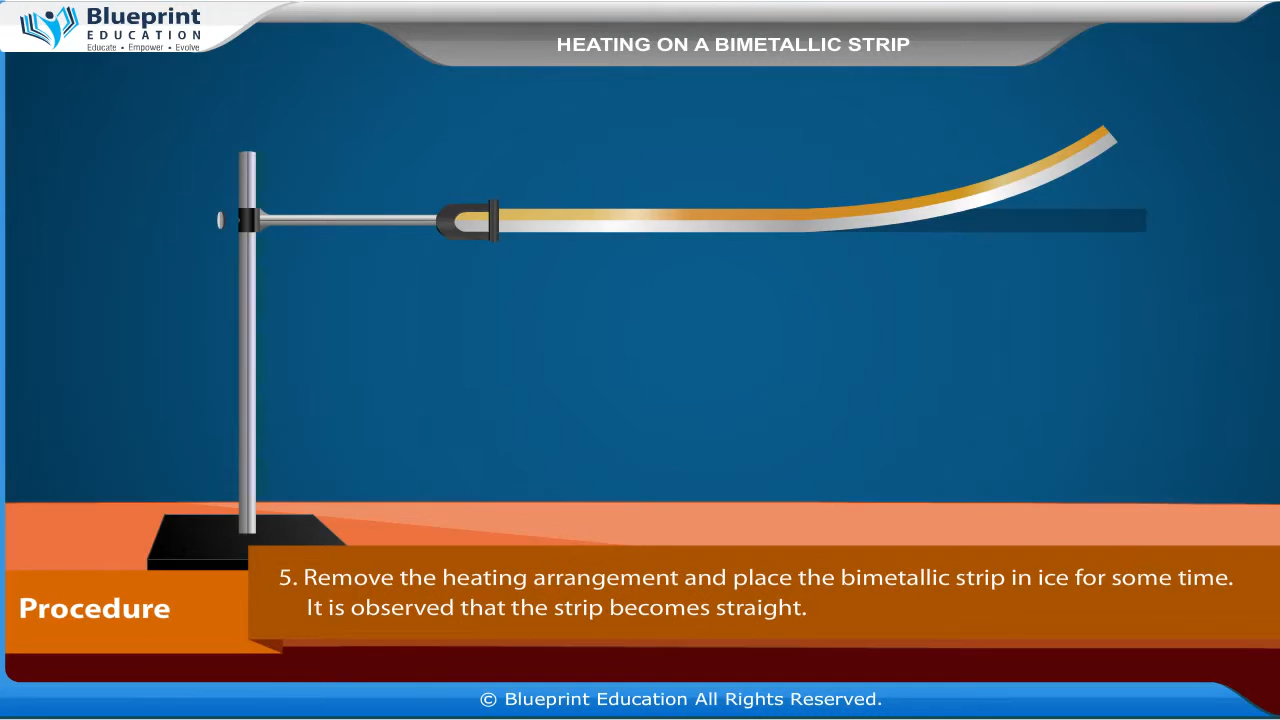 Blueprint
EDUCATION
Educate • Empower • Evolve
HEATING ON A BIMETALLIC STRIP
5. Remove the heating arrangement and place the bimetallic strip in ice for some time.
It is observed that the strip becomes straight.
Procedure
© Blueprint Education All Rights Reserved.